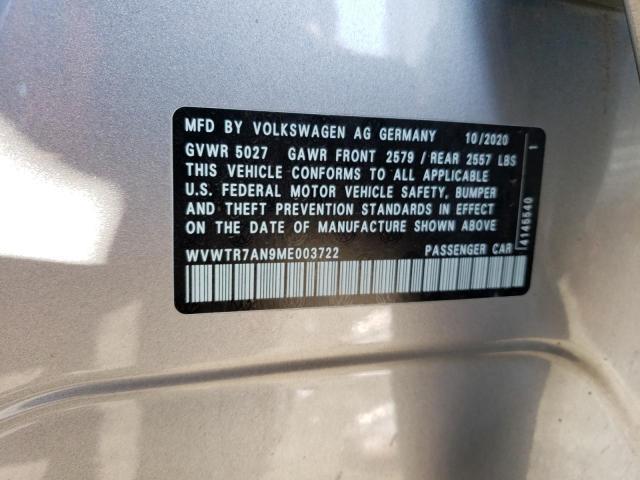 MFD BY VOLKSWAGEN AG GERMANY 10/2020
GVWR 5027 GAWR FRONT 2579 / REAR 2557 LBS
THIS VEHICLE CONFORMS TO ALL APPLICABLE
U.S. FEDERAL MOTOR VEHICLE SAFETY, BUMPER
AND THEFT PREVENTION STANDARDS IN EFFECT
ON THE DATE OF MANUFACTURE SHOWN ABOVE
WVWTR7AN9ME003722 PASSENGER CAR
4145540 1